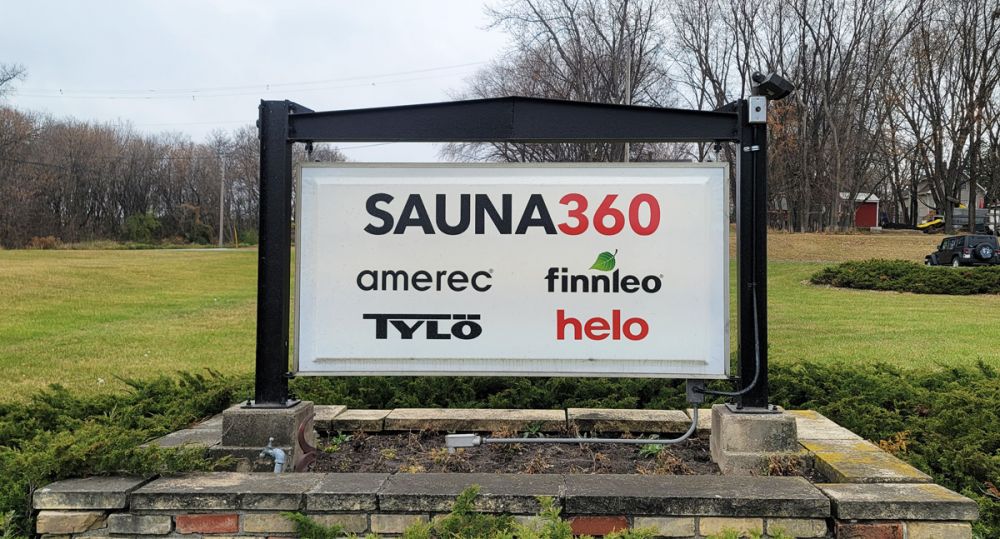 SAUNA360
amerec®
finnleo®
TYLÖ
helo